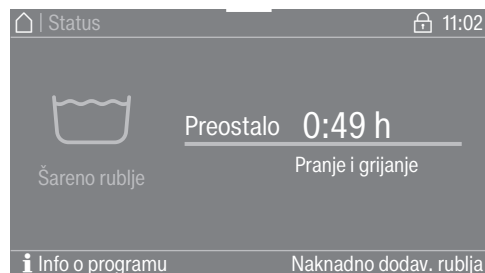 | Status 11:02
Preostalo 0:49 h
Pranje i grijanje
Šareno rublje
i Info o programu Naknadno dodav. rublja